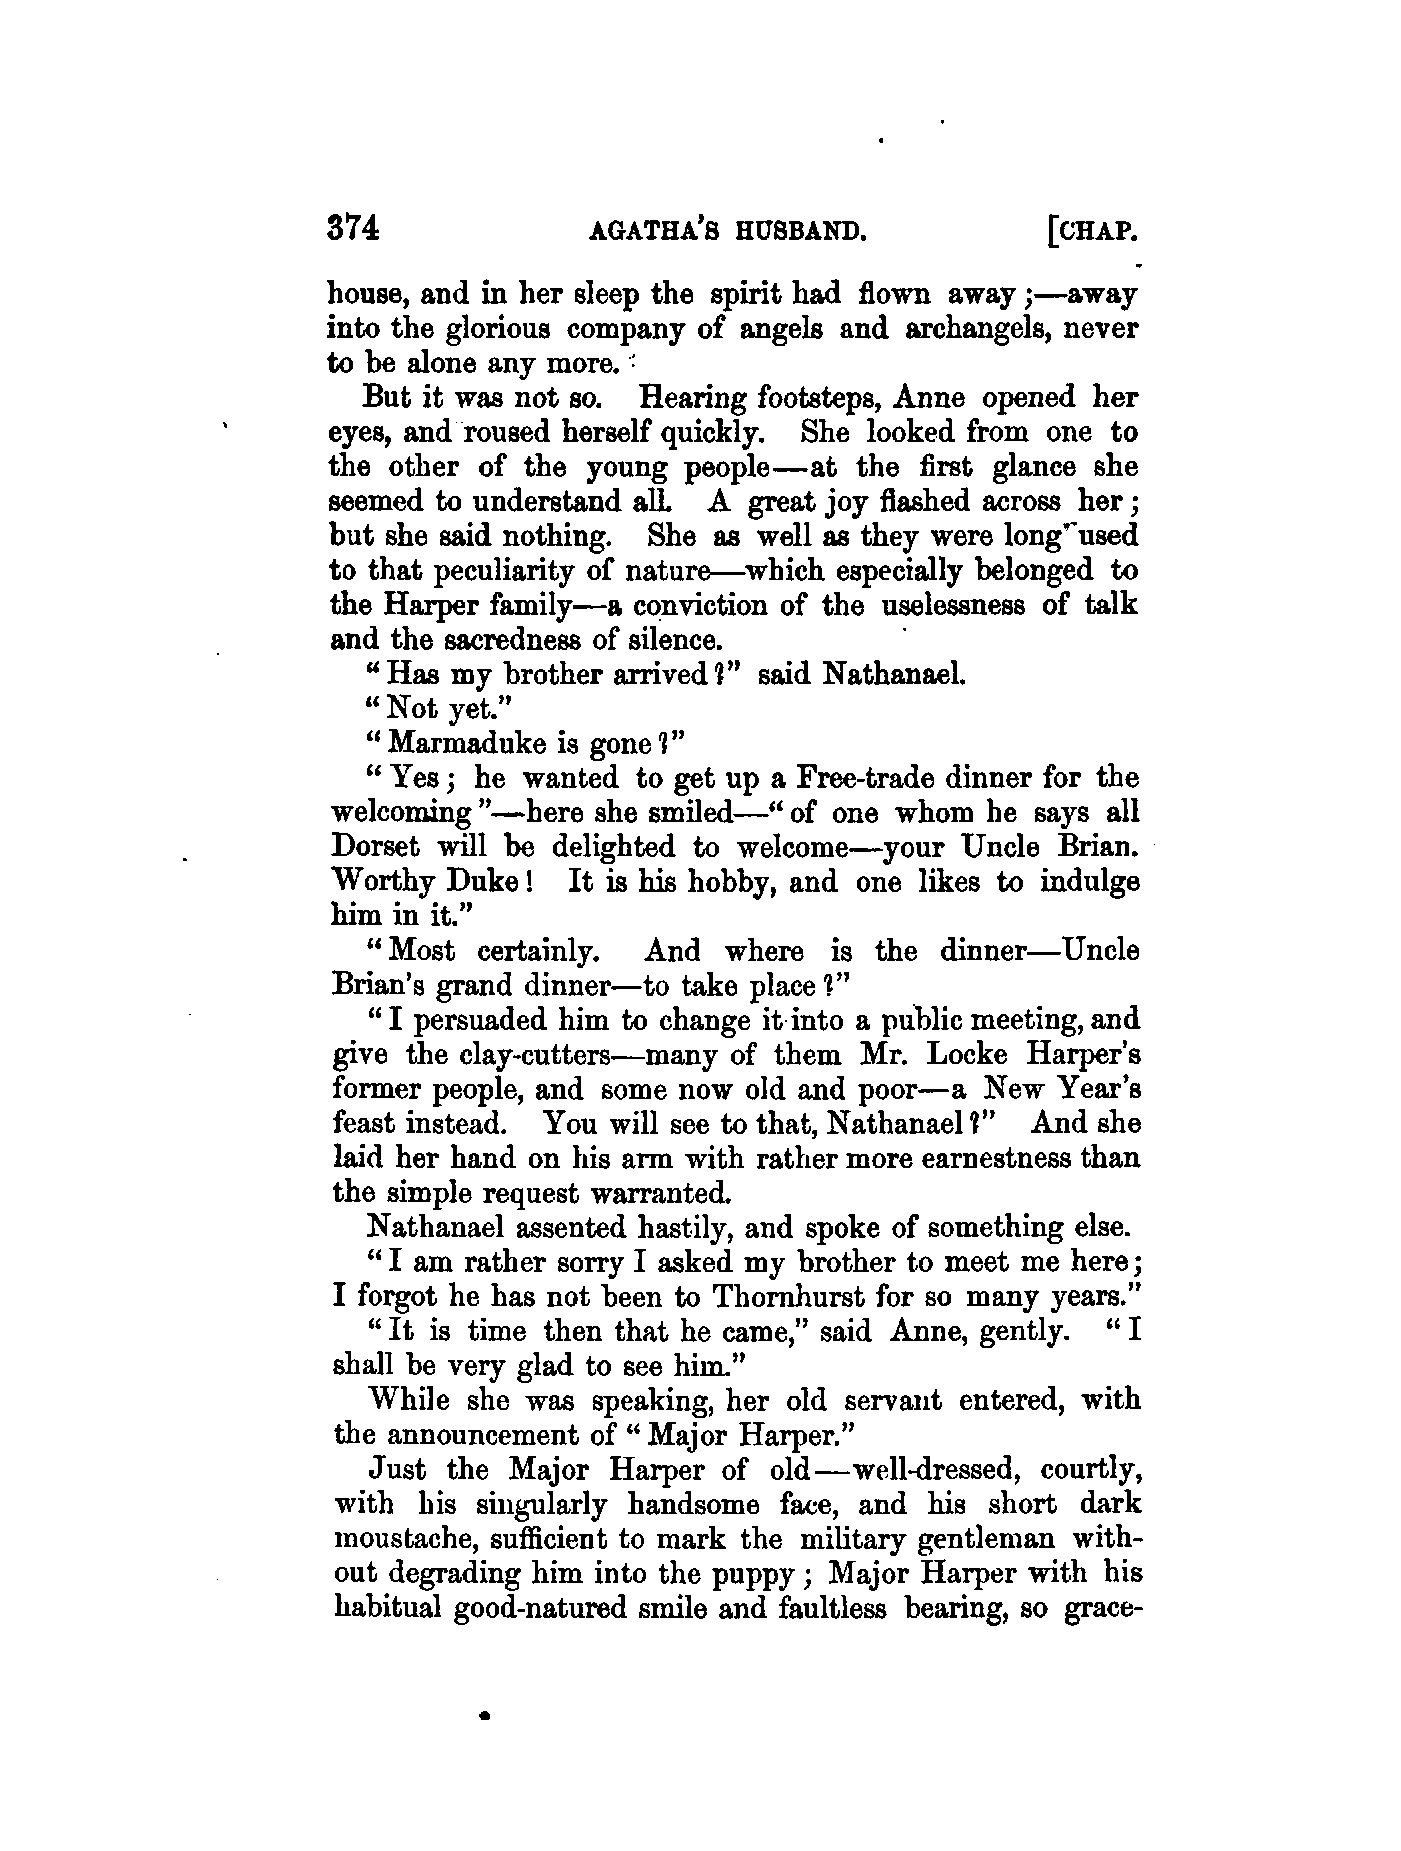 374 AGATHA'S HUSBAND. [CHAP.
house, and in her sleep the spirit had flown away;—away
into the glorious company of angels and archangels, never
to be alone any more.
But it was not so. Hearing footsteps, Anne opened her
eyes, and roused herself quickly. She looked from one to
the other of the young people—at the first glance she
seemed to understand all. A great joy flashed across her;
but she said nothing. She as well as they were long used
to that peculiarity of nature—which especially belonged to
the Harper family—a conviction of the uselessness of talk
and the sacredness of silence.
"Has my brother arrived?" said Nathanael.
"Not yet."
"Marmaduke is gone?"
"Yes; he wanted to get up a Free-trade dinner for the
welcoming"—here she smiled—"of one whom he says all
Dorset will be delighted to welcome—your Uncle Brian.
Worthy Duke! It is his hobby, and one likes to indulge
him in it."
"Most certainly. And where is the dinner—Uncle
Brian's grand dinner—to take place?"
"I persuaded him to change it into a public meeting, and
give the clay-cutters—many of them Mr. Locke Harper's
former people, and some now old and poor—a New Year's
feast instead. You will see to that, Nathanael?" And she
laid her hand on his arm with rather more earnestness than
the simple request warranted.
Nathanael assented hastily, and spoke of something else.
"I am rather sorry I asked my brother to meet me here;
I forgot he has not been to Thornhurst for so many years."
"It is time then that he came," said Anne, gently. "I
shall be very glad to see him."
While she was speaking, her old servant entered, with
the announcement of "Major Harper."
Just the Major Harper of old—well-dressed, courtly,
with his singularly handsome face, and his short dark
moustache, sufficient to mark the military gentleman with-
out degrading him into the puppy; Major Harper with his
habitual good-natured smile and faultless bearing, so grace-